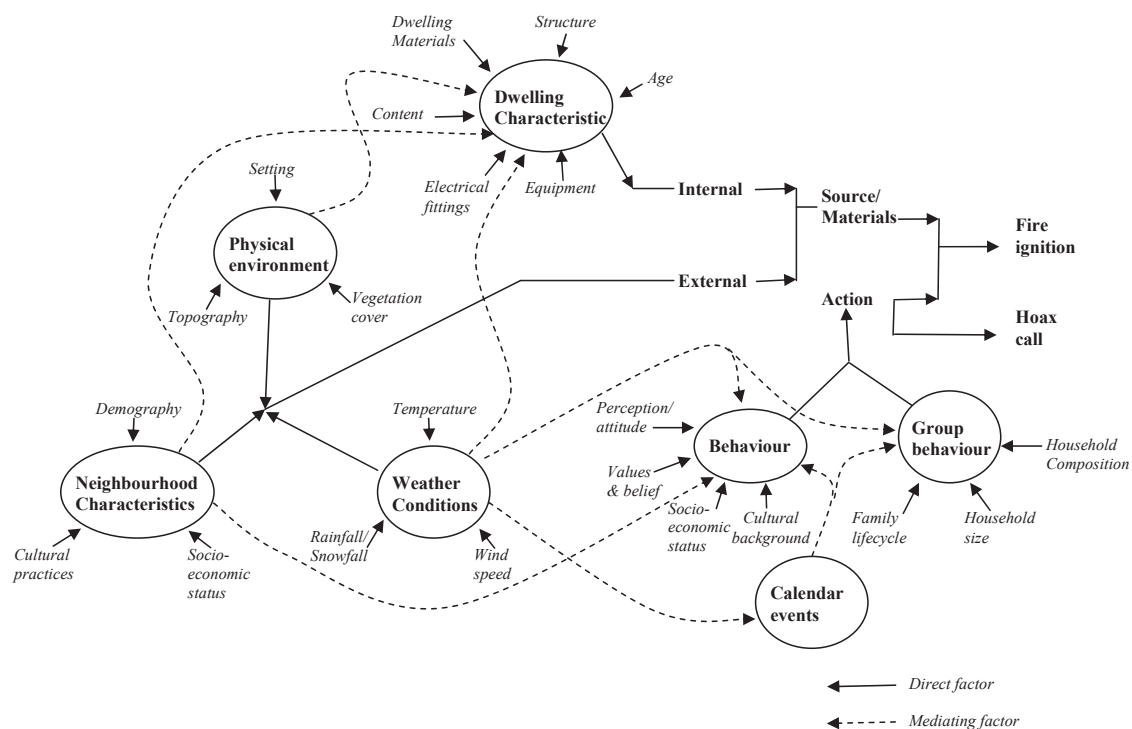 Dwelling
Materials
Structure
Age
Dwelling
Characteristic
Content
Electrical
fittings
Equipment
Setting
Physical
environment
Topography
Vegetation
cover
Internal
External
Source/
Materials
Fire
ignition
Action
Hoax
call
Demography
Neighbourhood
Characteristics
Cultural
practices
Socio-
economic
status
Temperature
Weather
Conditions
Rainfall/
Snowfall
Wind
speed
Perception/
attitude
Behaviour
Values
& belief
Socio-
economic
status
Cultural
background
Group
behaviour
Household
Composition
Family
lifecycle
Household
size
Calendar
events
Direct factor
Mediating factor